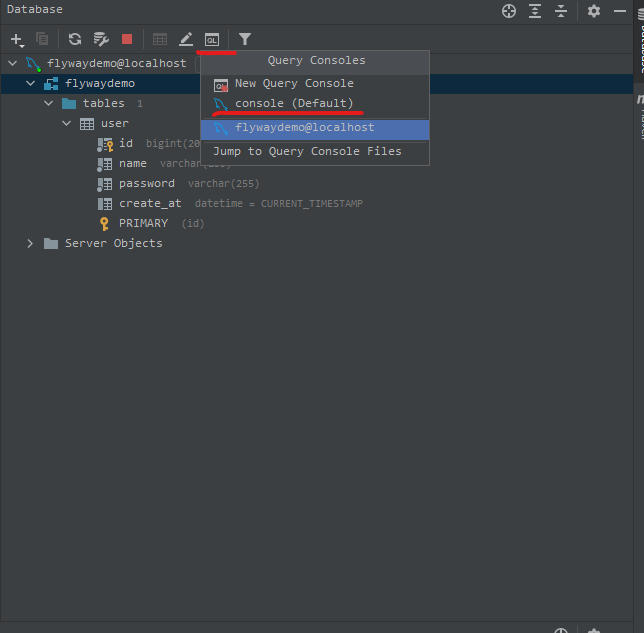 Database
QL
Query Consoles
New Query Console
console (Default)
flywaydemo@localhost
Jump to Query Console Files
flywaydemo@localhost
flywaydemo
tables 1
user
id bigint(20
name varchar(255)
password varchar(255)
create_at datetime = CURRENT_TIMESTAMP
PRIMARY (id)
Server Objects
Database